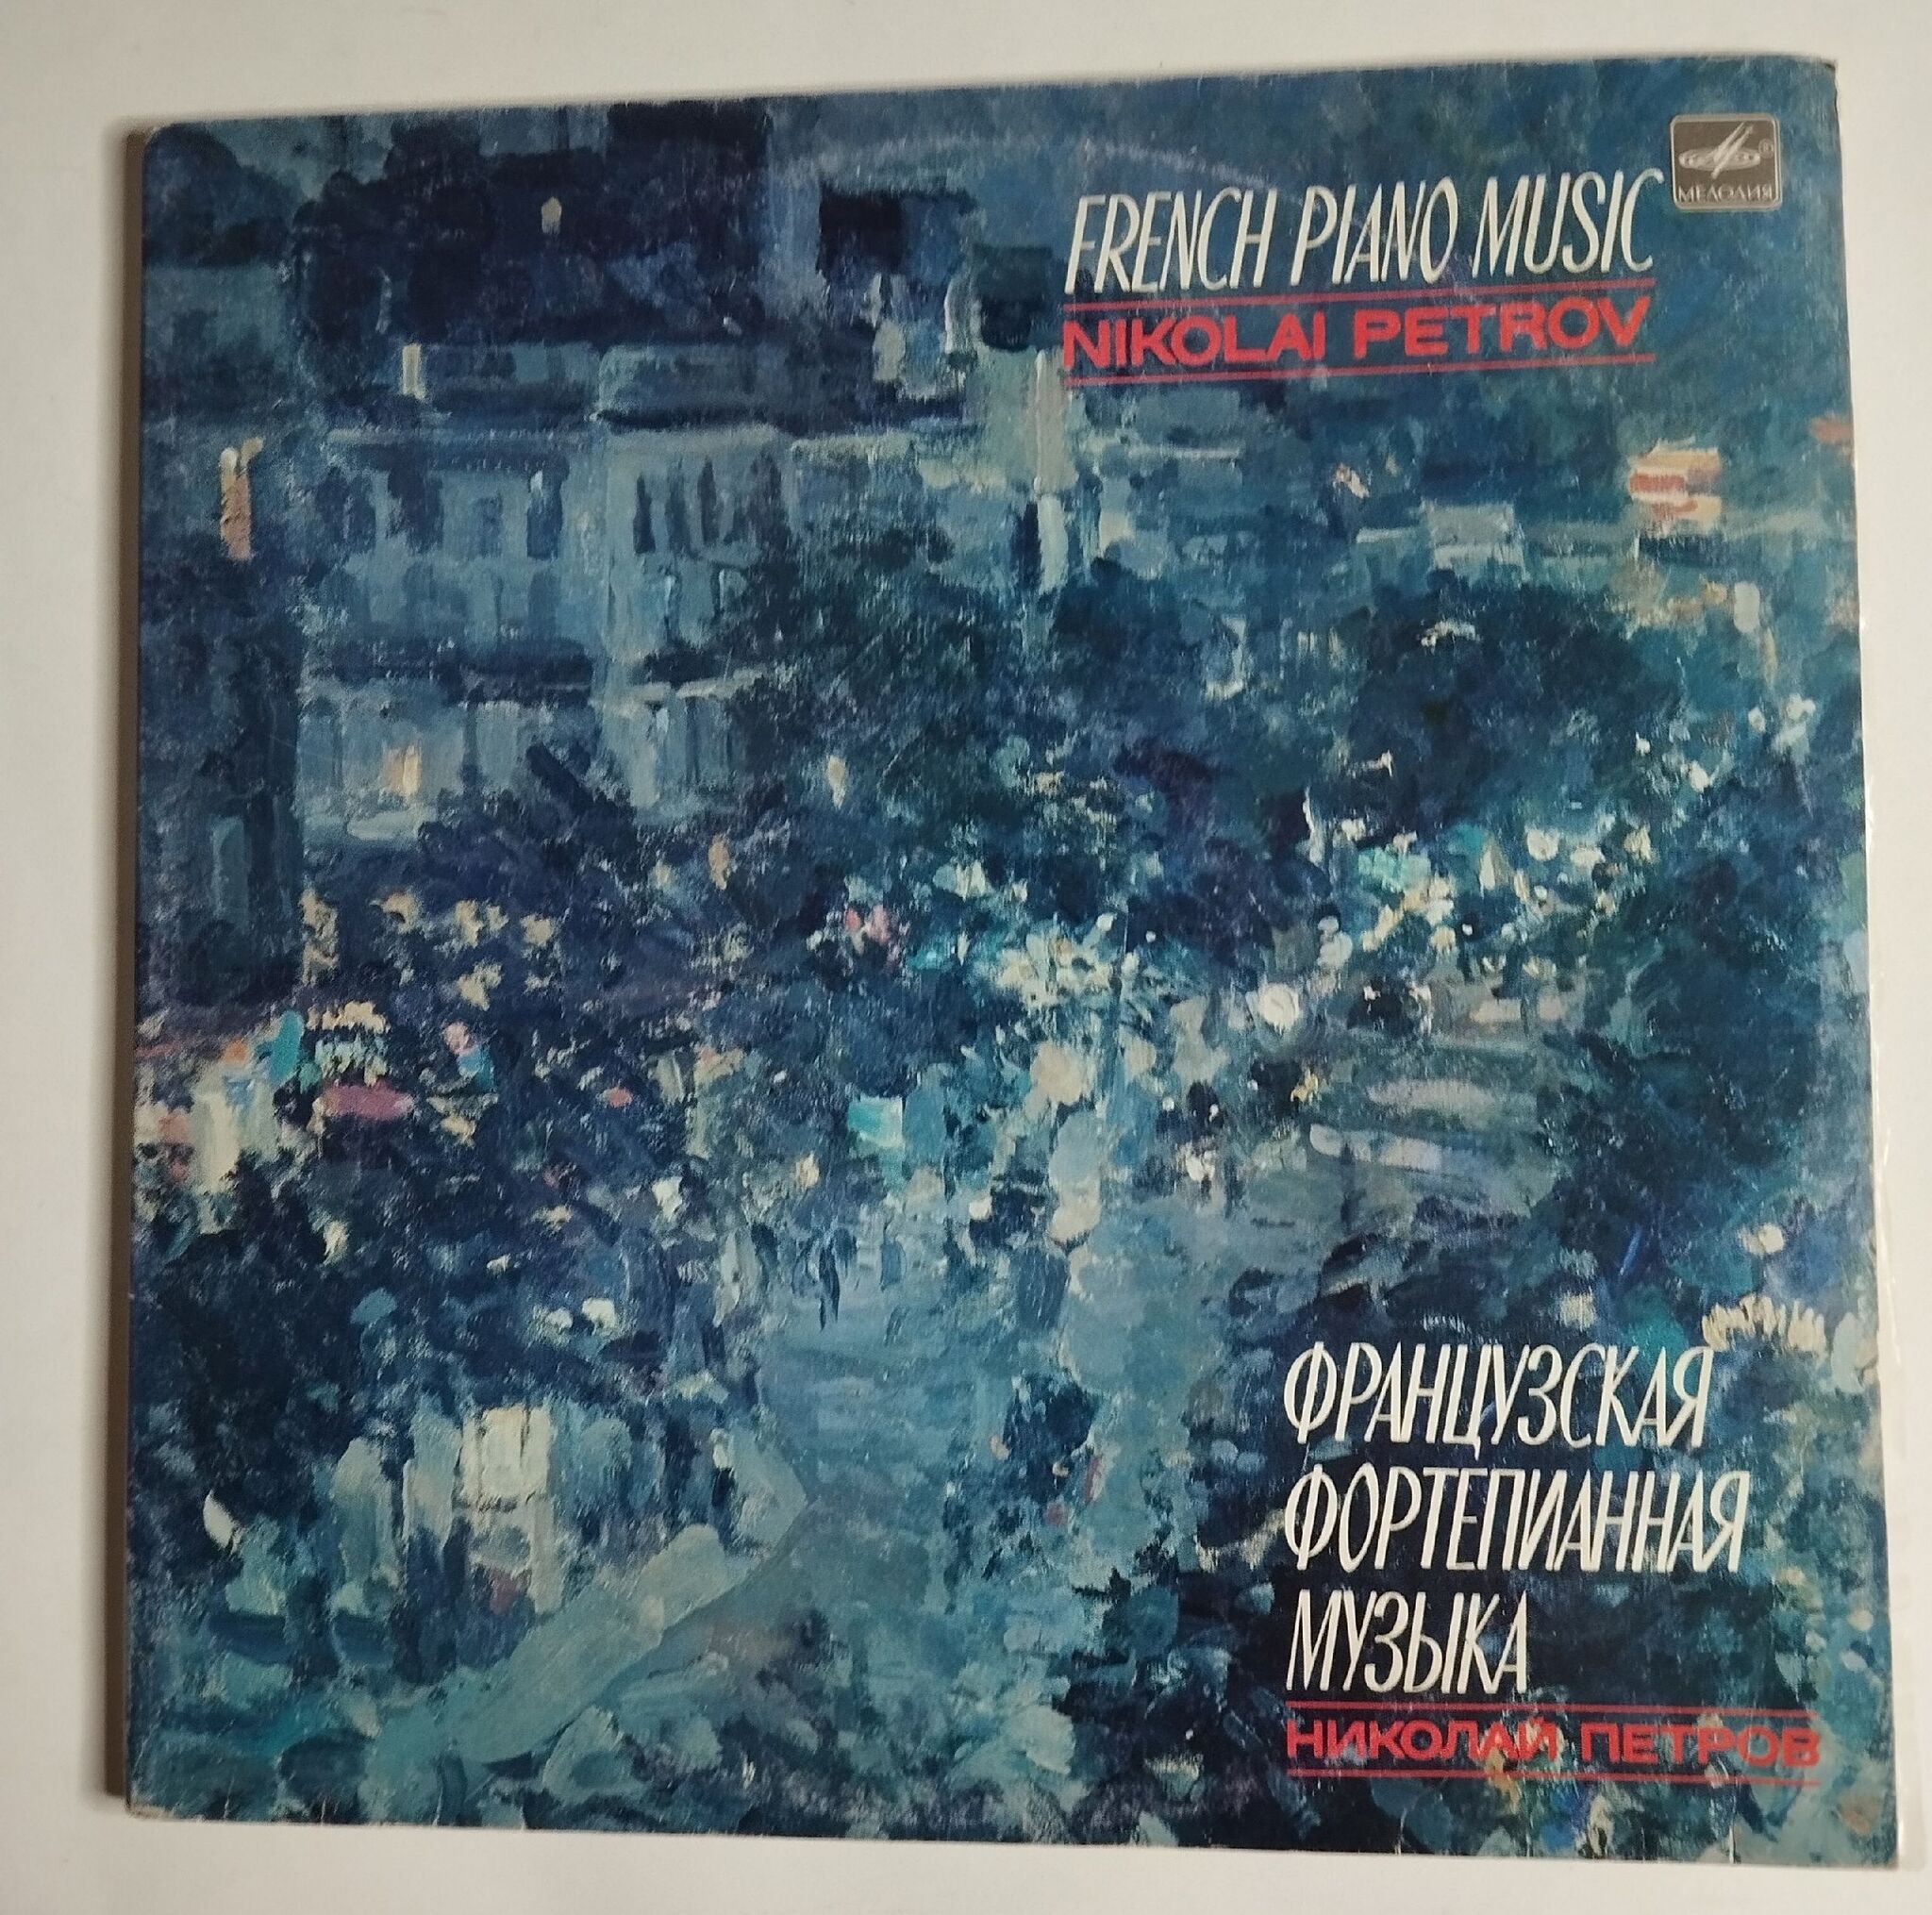 МЕЛОДИЯ
FRENCH PIANO MUSIC
NIKOLAI PETROV
ФРАНЦУЗСКАЯ
ФОРТЕПИАННАЯ
МУЗЫКА
НИКОЛАЙ ПЕТРОВ